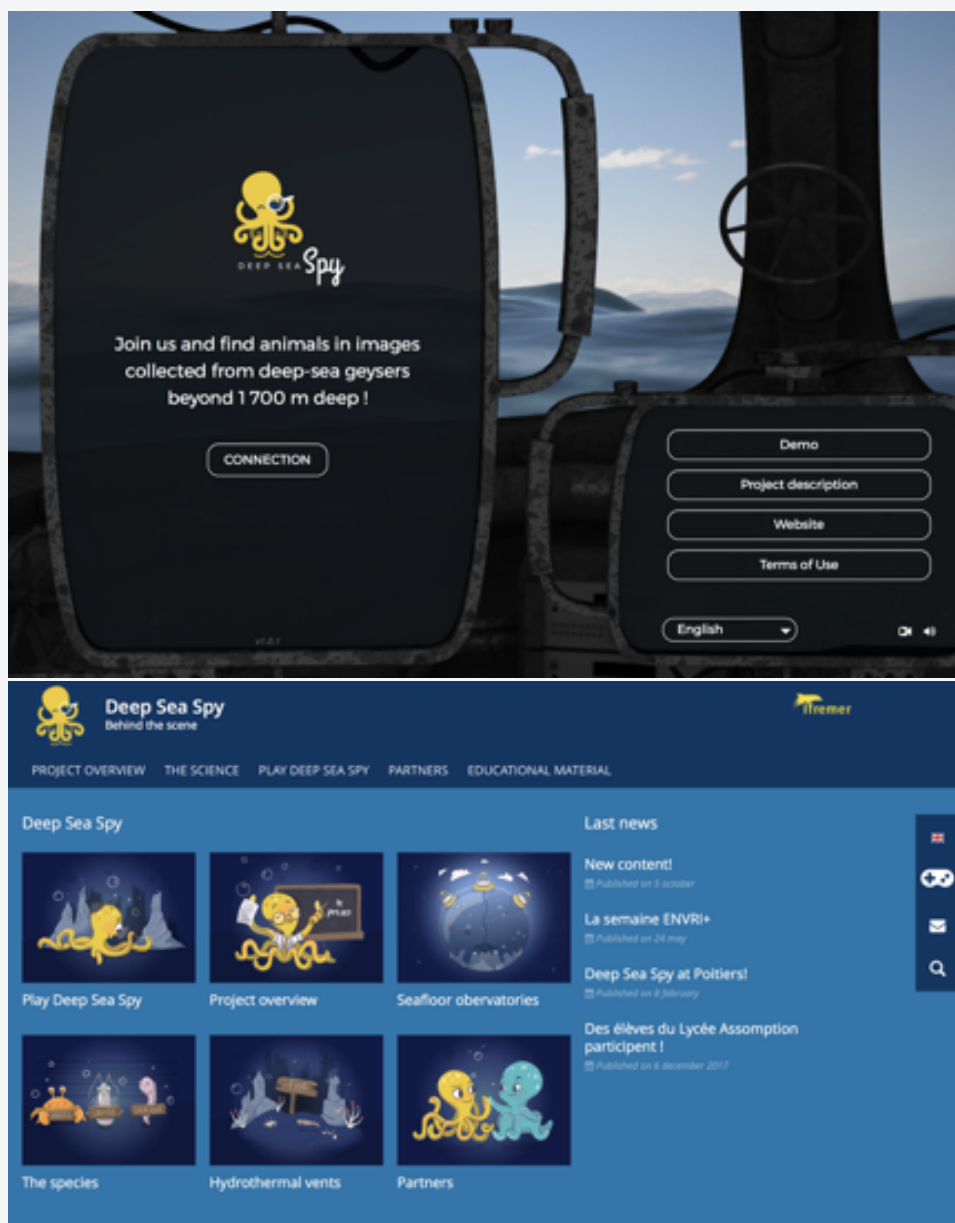 DEEP SEA Spy
Join us and find animals in images
collected from deep-sea geysers
beyond 1 700 m deep !
CONNECTION
v1.0.1
Demo
Project description
Website
Terms of Use
English
Deep Sea Spy
Behind the scene
ifremer
PROJECT OVERVIEW THE SCIENCE PLAY DEEP SEA SPY PARTNERS EDUCATIONAL MATERIAL
Deep Sea Spy
Play Deep Sea Spy
Project overview
Seafloor obervatories
The species
Hydrothermal vents
Partners
Last news
New content!
Published on 5 october
La semaine ENVRI+
Published on 24 may
Deep Sea Spy at Poitiers!
Published on 8 february
Des élèves du Lycée Assomption
participent !
Published on 6 december 2017